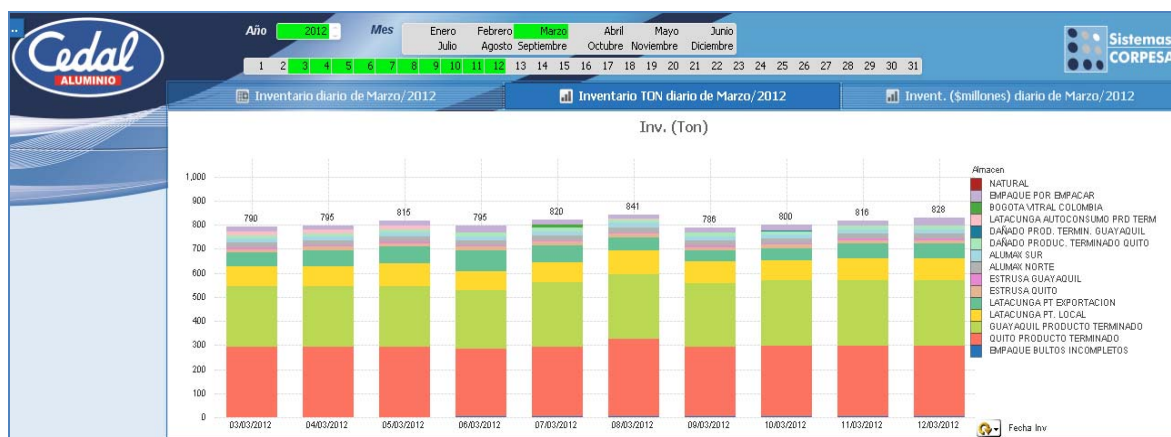 ..
Cedal
ALUMINIO
Año 2012 Mes Enero Febrero Marzo Abril Mayo Junio
Julio Agosto Septiembre Octubre Noviembre Diciembre
1 2 3 4 5 6 7 8 9 10 11 12 13 14 15 16 17 18 19 20 21 22 23 24 25 26 27 28 29 30 31
Sistemas
CORPESA
Inventario diario de Marzo/2012
Inventario TON diario de Marzo/2012
Invent. ($millones) diario de Marzo/2012
Inv. (Ton)
1,000
900
800
700
600
500
400
300
200
100
0
790 795 815 795 820 841 786 800 816 828
03/03/2012 04/03/2012 05/03/2012 06/03/2012 07/03/2012 08/03/2012 09/03/2012 10/03/2012 11/03/2012 12/03/2012
Almacen
NATURAL
EMPAQUE POR EMPACAR
BOGOTA VITRAL COLOMBIA
LATACUNGA AUTOCONSUMO PRD TERM
DAÑADO PROD. TERMIN. GUAYAQUIL
DAÑADO PRODUC. TERMINADO QUITO
ALUMAX SUR
ALUMAX NORTE
ESTRUSA GUAYAQUIL
ESTRUSA QUITO
LATACUNGA PT EXPORTACION
LATACUNGA PT. LOCAL
GUAYAQUIL PRODUCTO TERMINADO
QUITO PRODUCTO TERMINADO
EMPAQUE BULTOS INCOMPLETOS
Fecha Inv